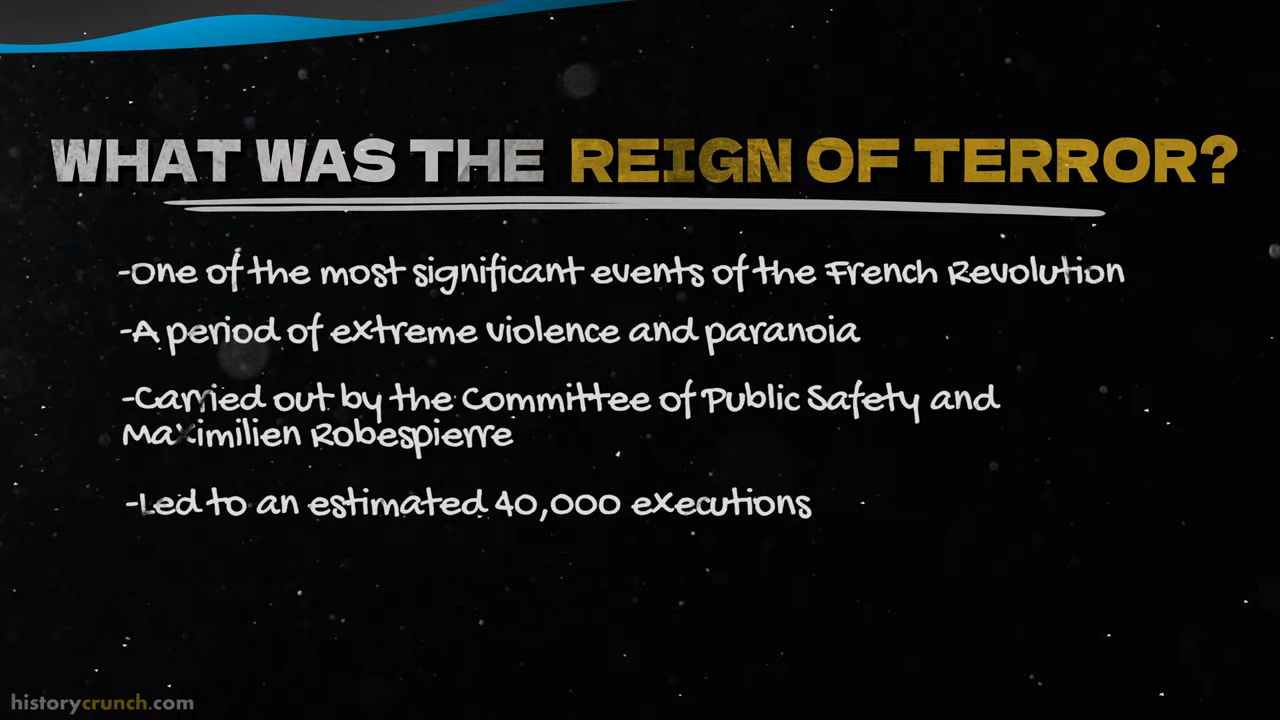 WHAT WAS THE REIGN OF TERROR?
-One of the most significant events of the French Revolution
-A period of extreme violence and paranoia
-Carried out by the Committee of Public Safety and
Maximilien Robespierre
-Led to an estimated 40,000 executions
historycrunch.com